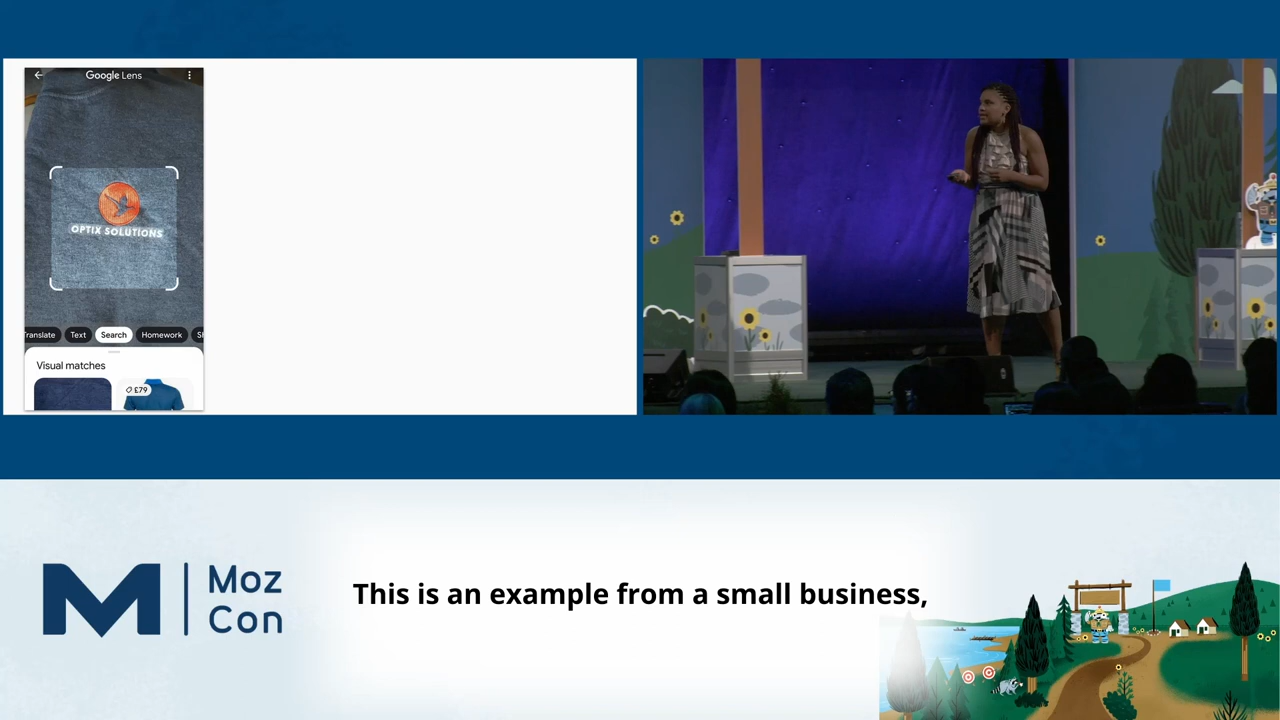 Google Lens
OPTIX SOLUTIONS
Translate Text Search Homework
Visual matches
£79
This is an example from a small business,
Moz
Con